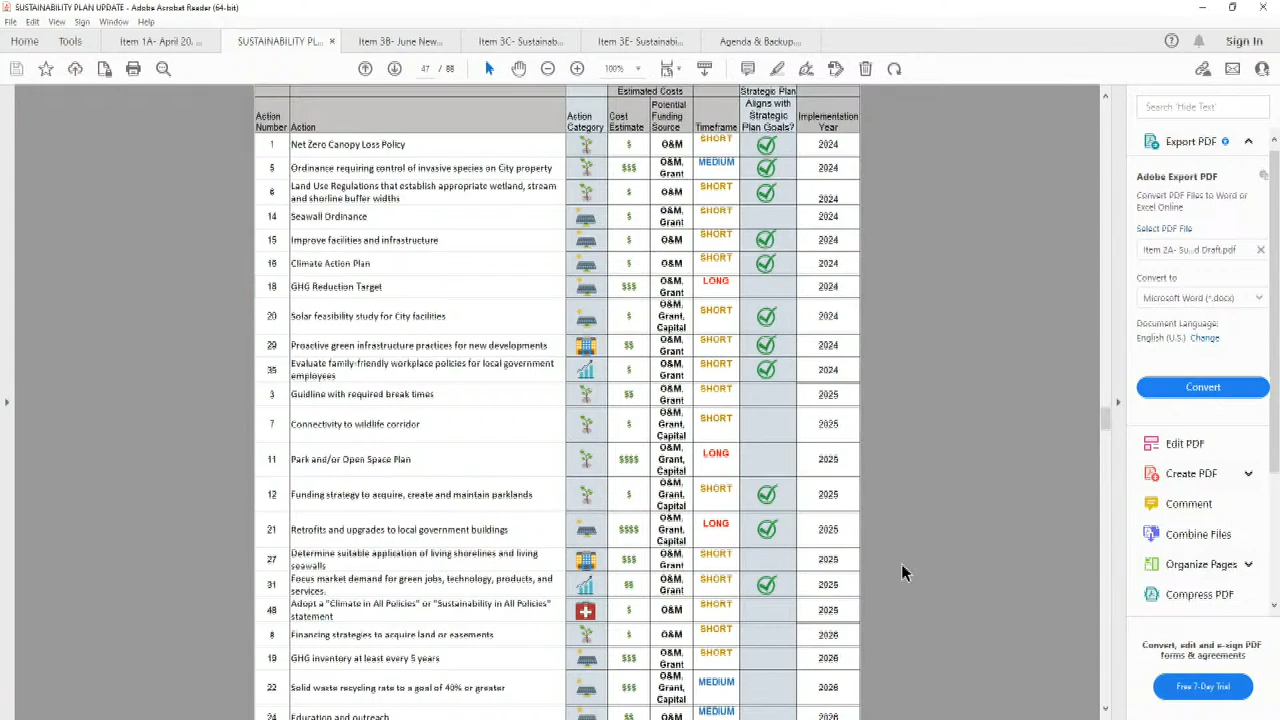 SUSTAINABILITY PLAN UPDATE - Adobe Acrobat Reader (64-bit)
File Edit View Sign Window Help
Home Tools Item 1A- April 20, ... SUSTAINABILITY PL... × Item 3B- June New... Item 3C- Sustainab... Item 3E- Sustainabi... Agenda & Backup... Sign In
47 / 88 100%
Estimated Costs Strategic Plan
Action Number Action Action Category Cost Estimate Potential Funding Source Timeframe Aligns with Strategic Plan Goals? Implementation Year
1 Net Zero Canopy Loss Policy $ O&M SHORT 2024
5 Ordinance requiring control of invasive species on City property $$$ O&M, Grant MEDIUM 2024
6 Land Use Regulations that establish appropriate wetland, stream and shorline buffer widths $ O&M SHORT 2024
14 Seawall Ordinance $ O&M, Grant SHORT 2024
15 Improve facilities and infrastructure $ O&M SHORT 2024
16 Climate Action Plan $ O&M SHORT 2024
18 GHG Reduction Target $$$ O&M, Grant LONG 2024
20 Solar feasibility study for City facilities $ O&M, Grant, Capital SHORT 2024
29 Proactive green infrastructure practices for new developments $$ O&M, Grant SHORT 2024
35 Evaluate family-friendly workplace policies for local government employees $ O&M, Grant SHORT 2024
3 Guidline with required break times $$ O&M, Grant SHORT 2025
7 Connectivity to wildlife corridor $ O&M, Grant, Capital SHORT 2025
11 Park and/or Open Space Plan $$$$ O&M, Grant, Capital LONG 2025
12 Funding strategy to acquire, create and maintain parklands $ O&M, Grant, Capital SHORT 2025
21 Retrofits and upgrades to local government buildings $$$$ O&M, Grant, Capital LONG 2025
27 Determine suitable application of living shorelines and living seawalls $$$ O&M, Grant SHORT 2025
31 Focus market demand for green jobs, technology, products, and services. $$ O&M, Grant SHORT 2025
48 Adopt a "Climate in All Policies" or "Sustainability in All Policies" statement $ O&M SHORT 2025
8 Financing strategies to acquire land or easements $ O&M SHORT 2026
19 GHG inventory at least every 5 years $$$ O&M, Grant SHORT 2026
22 Solid waste recycling rate to a goal of 40% or greater $$$ O&M, Grant, Capital MEDIUM 2026
24 Education and outreach $$ O&M, MEDIUM 2026
Search 'Hide Text'
Export PDF
Adobe Export PDF
Convert PDF Files to Word or Excel Online
Select PDF File
Item 2A- Su...d Draft.pdf ×
Convert to
Microsoft Word (*.docx)
Document Language:
English (U.S.) Change
Convert
Edit PDF
Create PDF
Comment
Combine Files
Organize Pages
Compress PDF
Convert, edit and e-sign PDF forms & agreements
Free 7-Day Trial